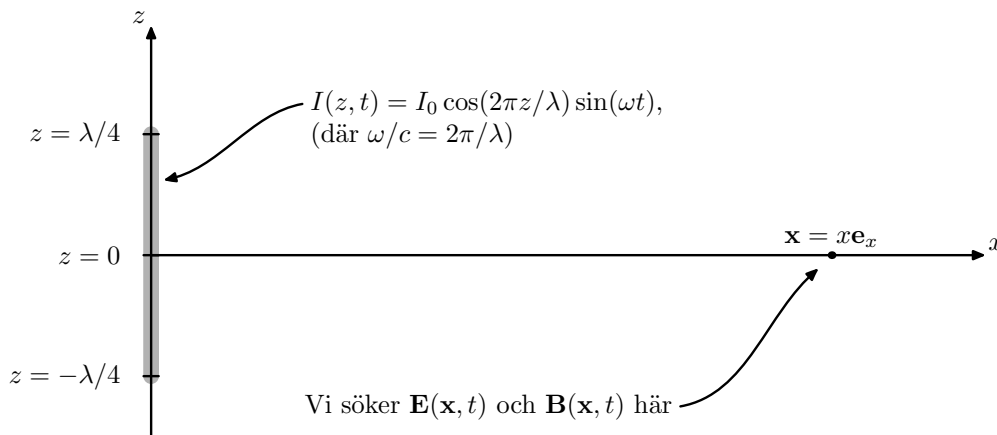 z
I(z, t) = I₀ cos(2πz/λ) sin(ωt),
(där ω/c = 2π/λ)
z = λ/4
z = 0
𝐱 = x𝐞ₓ
x
z = −λ/4
Vi söker 𝐄(𝐱, t) och 𝐁(𝐱, t) här